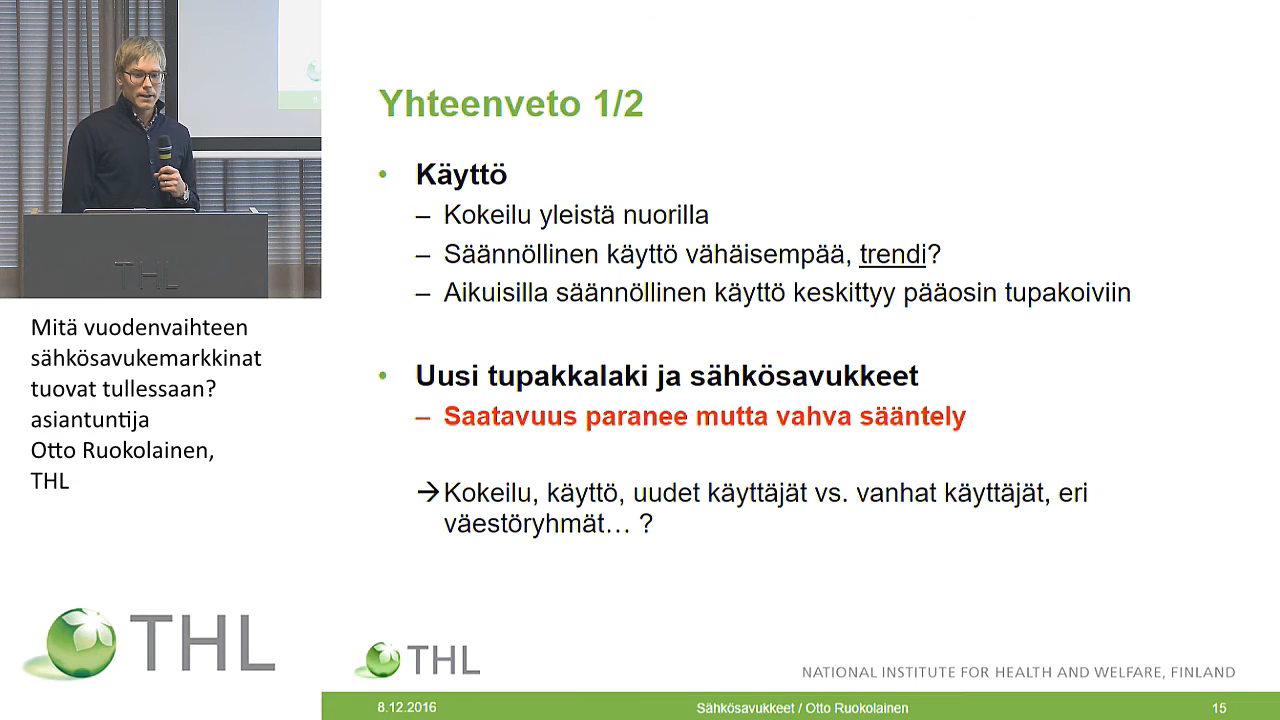 THL
Mitä vuodenvaihteen
sähkösavukemarkkinat
tuovat tullessaan?
asiantuntija
Otto Ruokolainen,
THL
THL
Yhteenveto 1/2
• Käyttö
– Kokeilu yleistä nuorilla
– Säännöllinen käyttö vähäisempää, trendi?
– Aikuisilla säännöllinen käyttö keskittyy pääosin tupakoiviin
• Uusi tupakkalaki ja sähkösavukkeet
– Saatavuus paranee mutta vahva sääntely
→ Kokeilu, käyttö, uudet käyttäjät vs. vanhat käyttäjät, eri
väestöryhmät… ?
THL
NATIONAL INSTITUTE FOR HEALTH AND WELFARE, FINLAND
8.12.2016
Sähkösavukkeet / Otto Ruokolainen
15